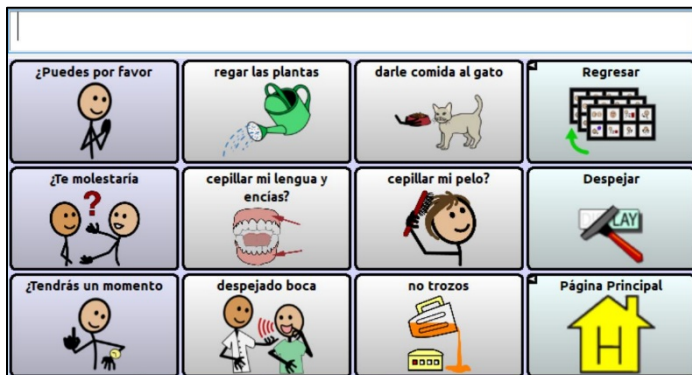 ¿Puedes por favor
regar las plantas
darle comida al gato
Regresar
¿Te molestaría
cepillar mi lengua y
encías?
cepillar mi pelo?
Despejar
LAY
¿Tendrás un momento
despejado boca
no trozos
Página Principal
H